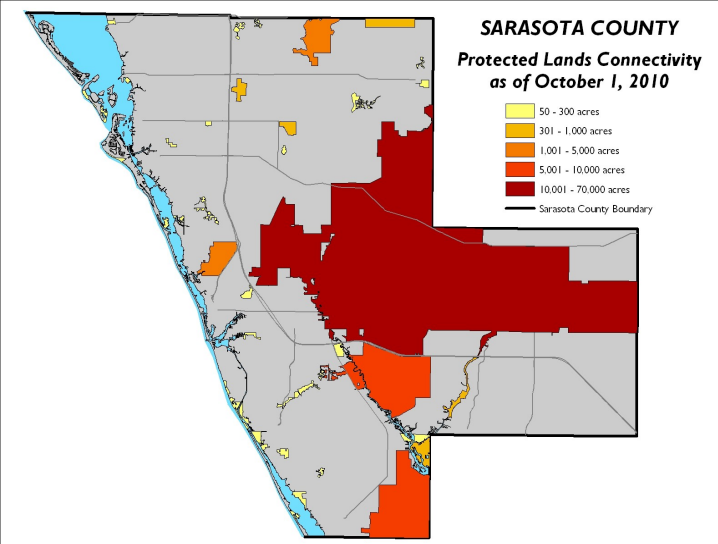 SARASOTA COUNTY
Protected Lands Connectivity
as of October 1, 2010
50 - 300 acres
301 - 1,000 acres
1,001 - 5,000 acres
5,001 - 10,000 acres
10,001 - 70,000 acres
Sarasota County Boundary